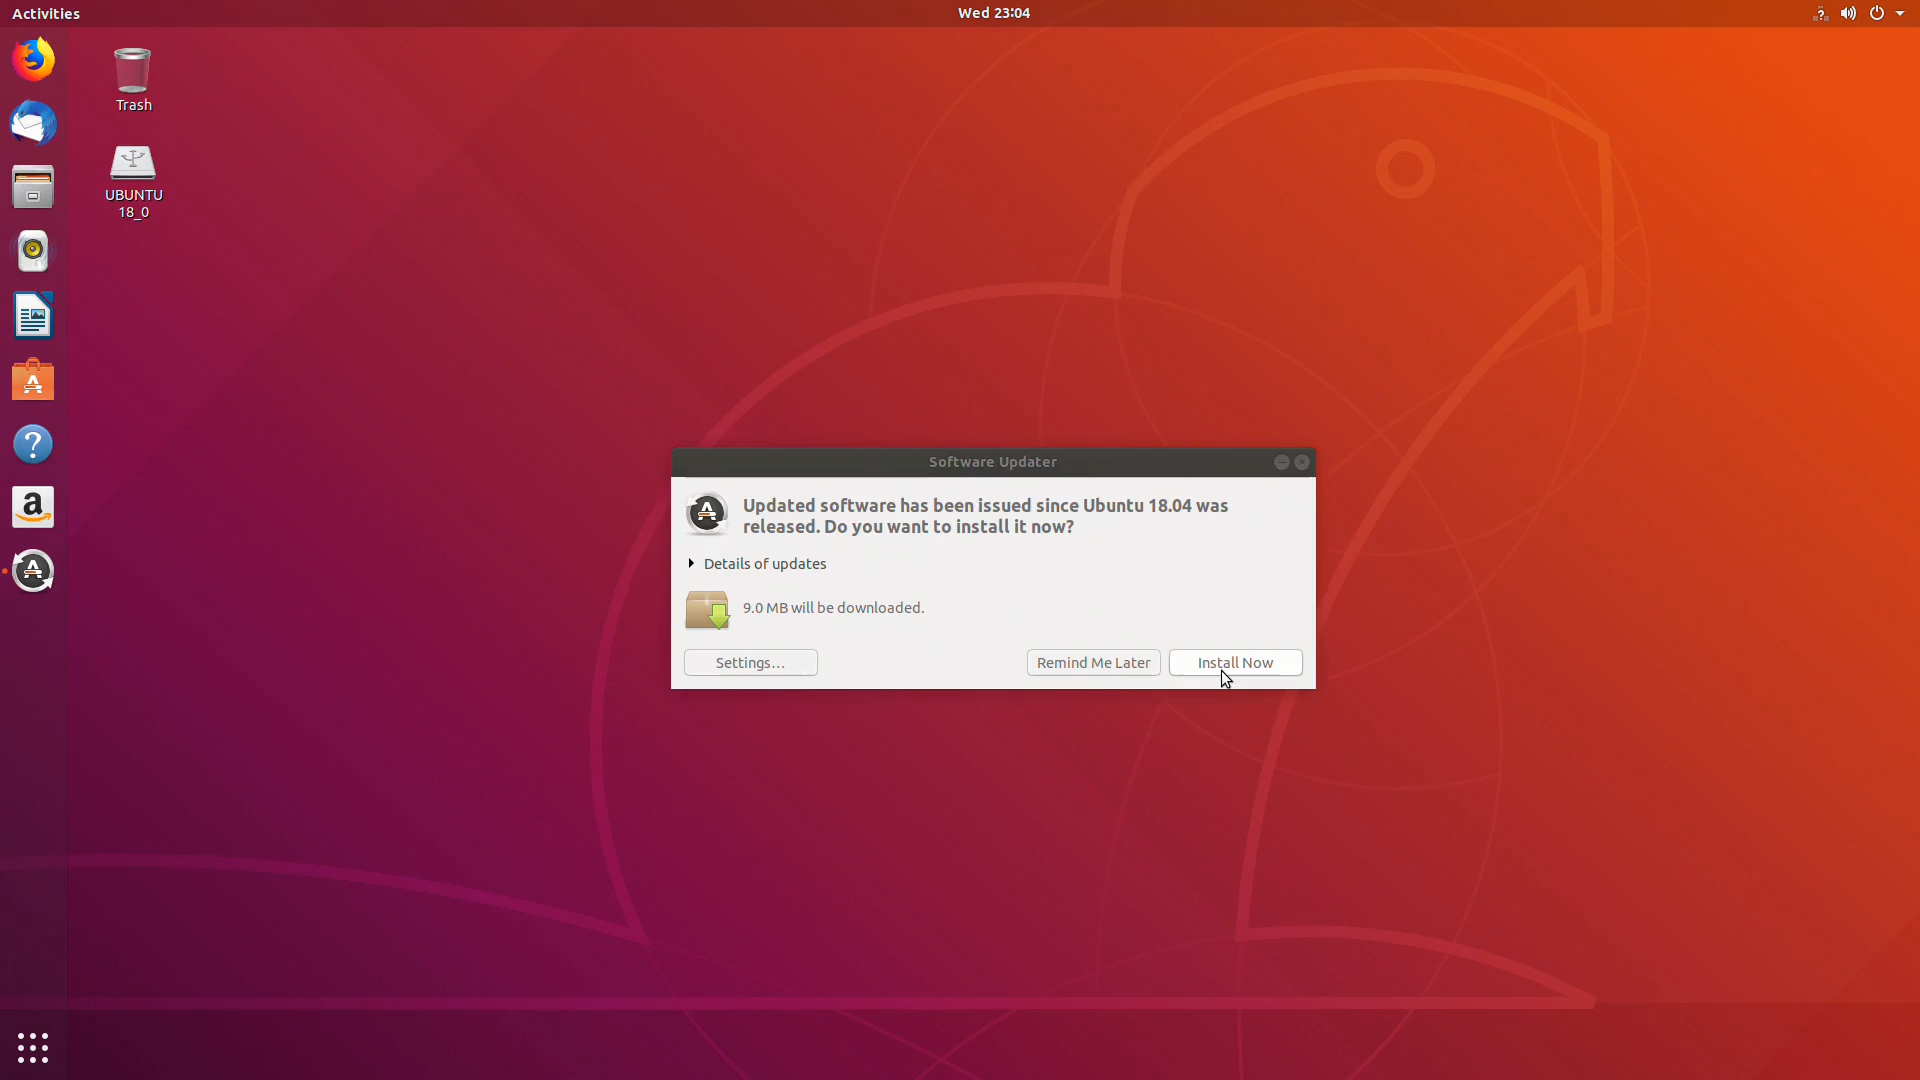 Activities
Wed 23:04
Trash
UBUNTU
18_0
Software Updater
Updated software has been issued since Ubuntu 18.04 was
released. Do you want to install it now?
Details of updates
9.0 MB will be downloaded.
Settings…
Remind Me Later
Install Now